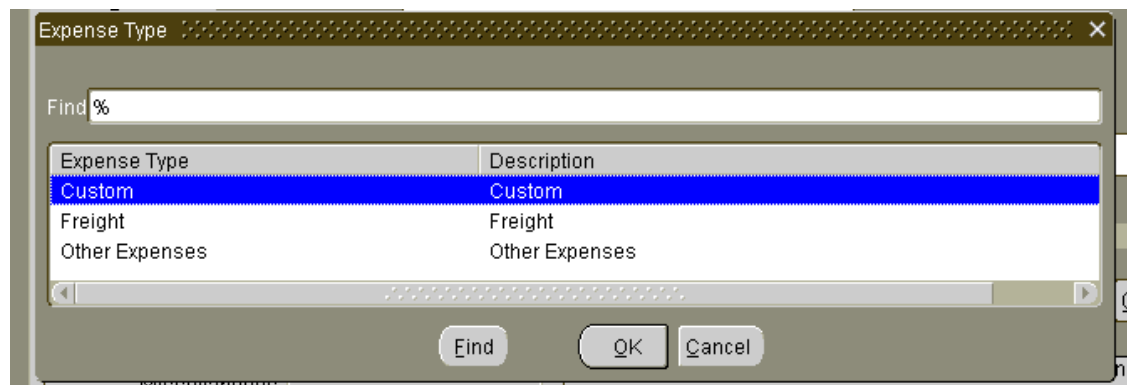 Expense Type
Find %
Expense Type Description
Custom Custom
Freight Freight
Other Expenses Other Expenses
Find OK Cancel